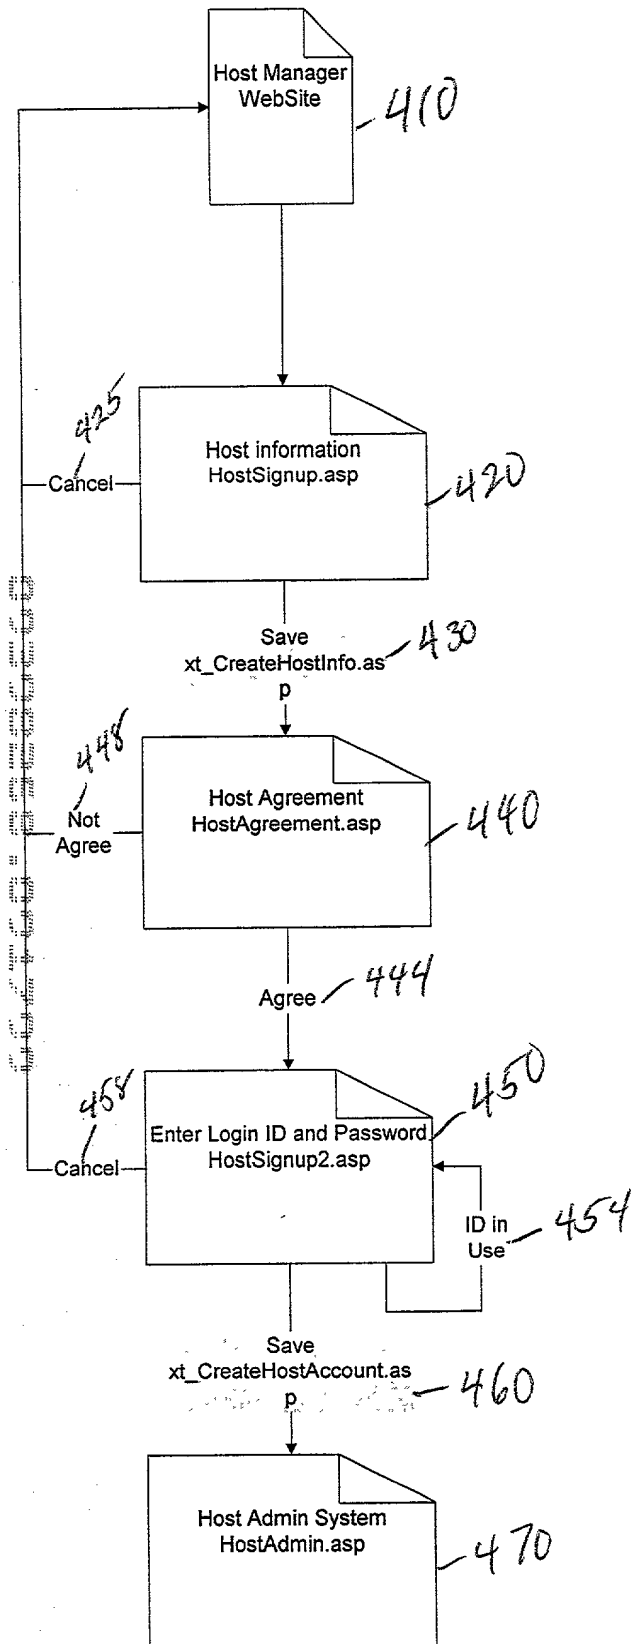 Host Manager
WebSite
410
425
Cancel
Host information
HostSignup.asp
420
Save
xt_CreateHostInfo.as
p
430
448
Not
Agree
Host Agreement
HostAgreement.asp
440
Agree
444
458
Cancel
Enter Login ID and Password
HostSignup2.asp
450
ID in
Use
454
Save
xt_CreateHostAccount.as
p
460
Host Admin System
HostAdmin.asp
470